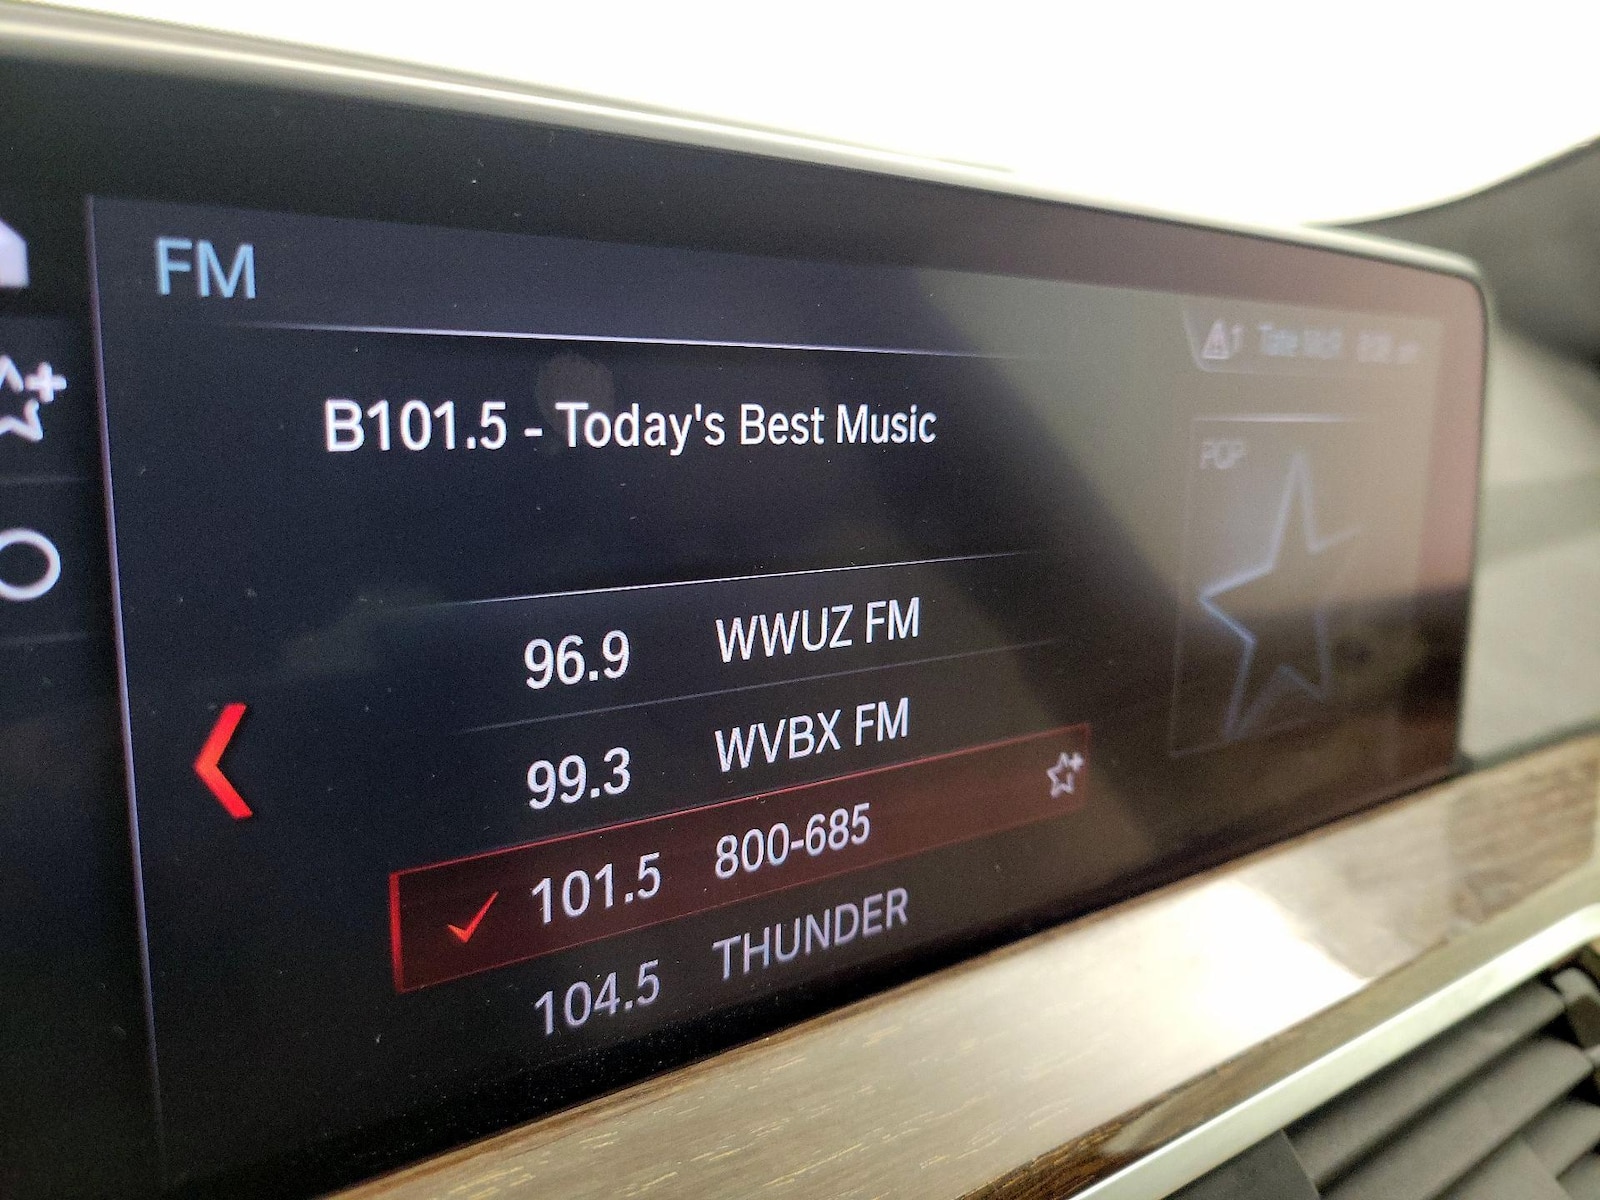 FM
B101.5 - Today's Best Music
POP
96.9 WWUZ FM
99.3 WVBX FM
101.5 800-685
104.5 THUNDER